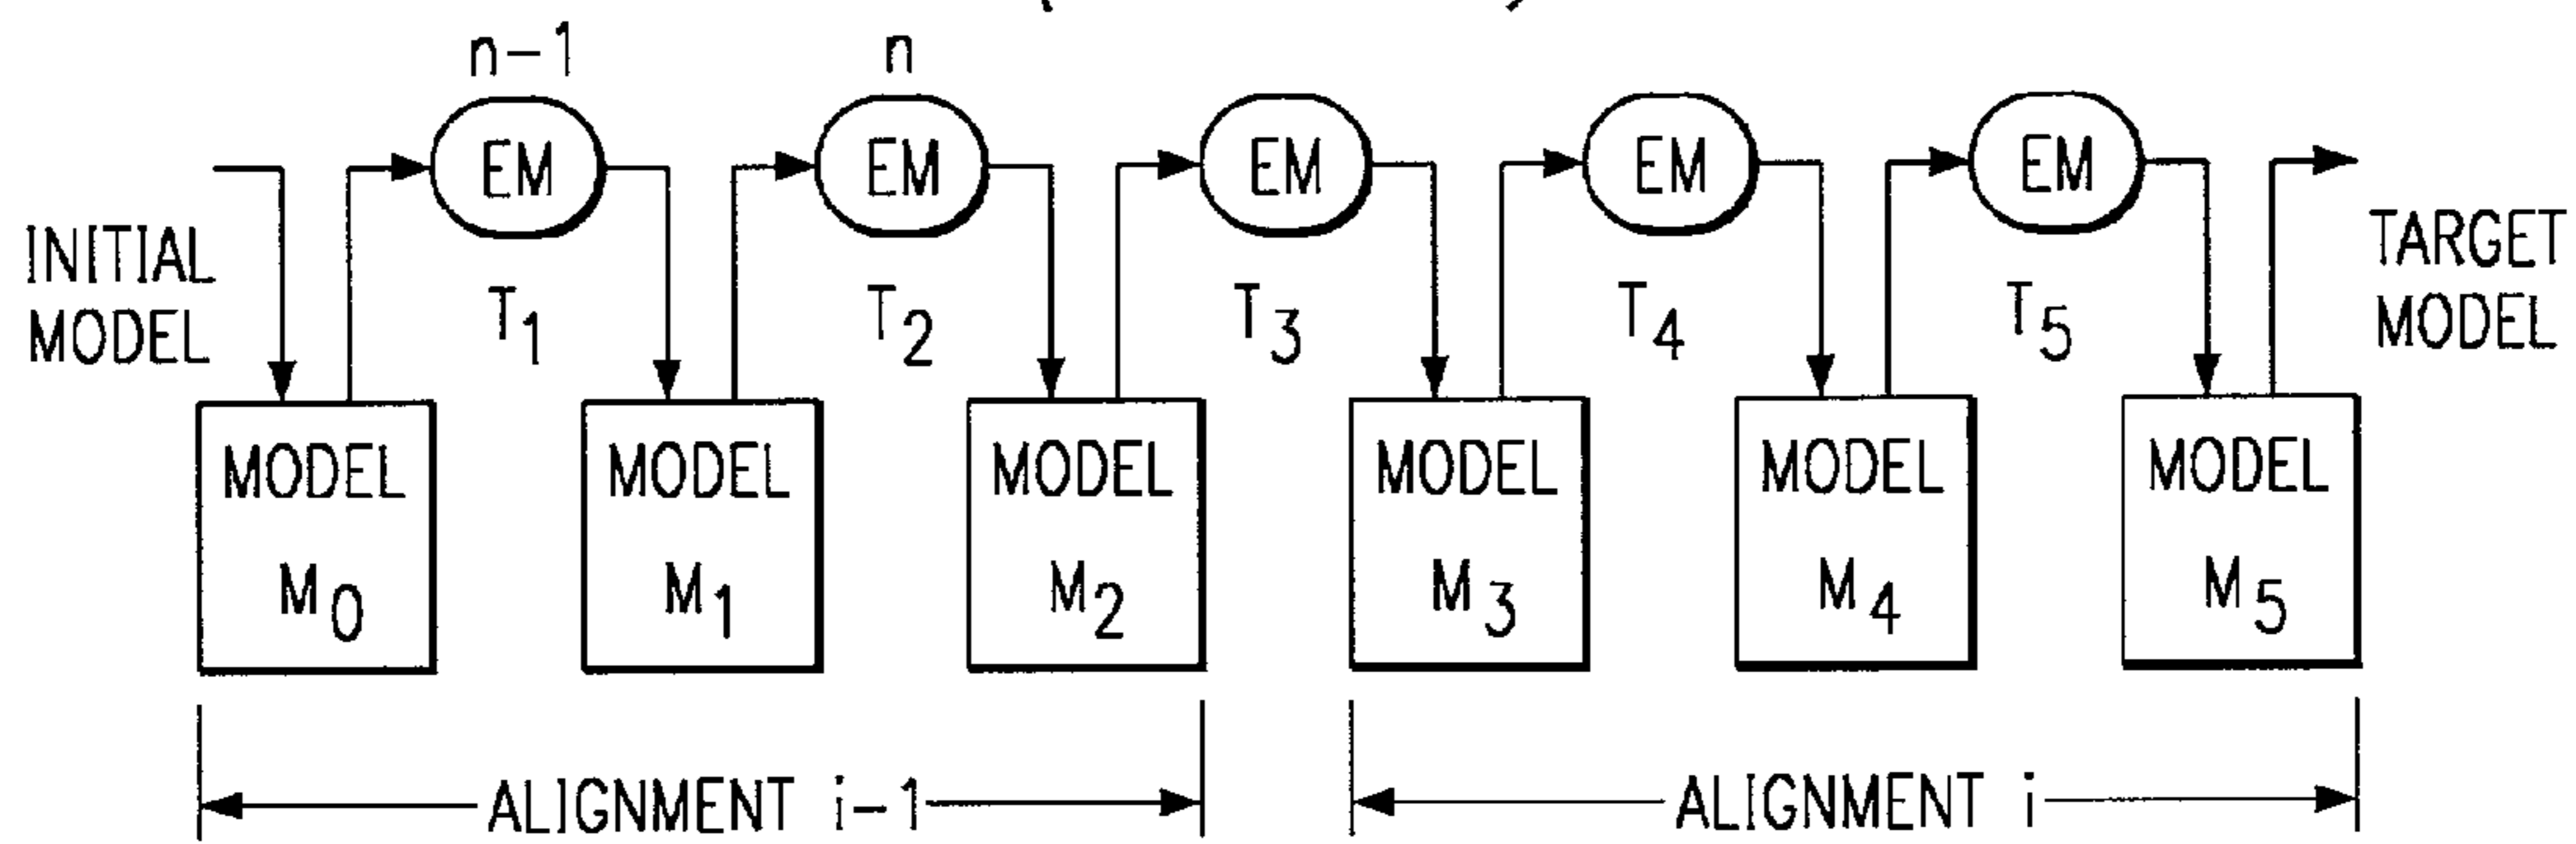 n-1 n
EM EM EM EM EM
INITIAL MODEL
T1 T2 T3 T4 T5
TARGET MODEL
MODEL M0
MODEL M1
MODEL M2
MODEL M3
MODEL M4
MODEL M5
ALIGNMENT i-1 ALIGNMENT i